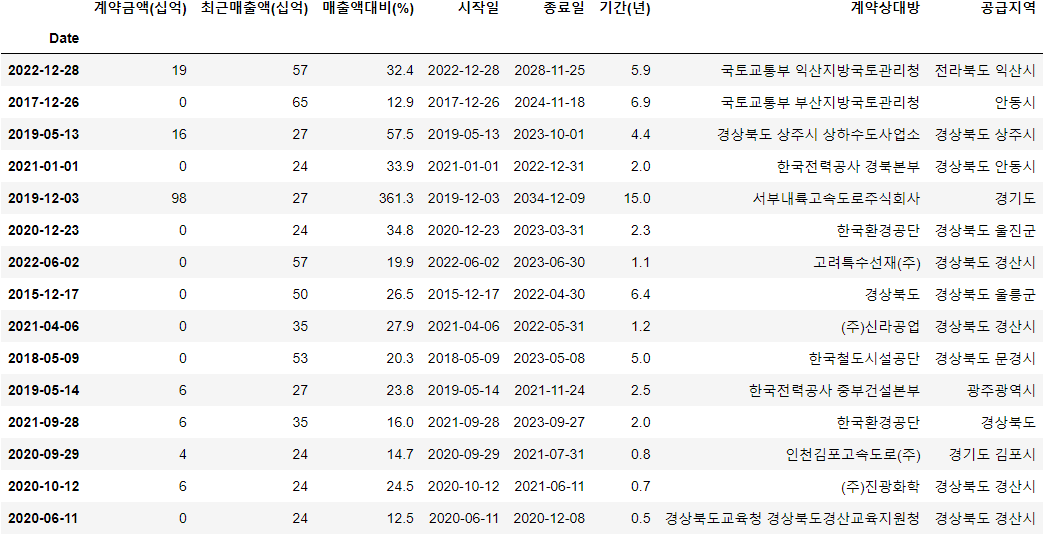 계약금액(십억) 최근매출액(십억) 매출액대비(%) 시작일 종료일 기간(년) 계약상대방 공급지역
Date
2022-12-28 19 57 32.4 2022-12-28 2028-11-25 5.9 국토교통부 익산지방국토관리청 전라북도 익산시
2017-12-26 0 65 12.9 2017-12-26 2024-11-18 6.9 국토교통부 부산지방국토관리청 안동시
2019-05-13 16 27 57.5 2019-05-13 2023-10-01 4.4 경상북도 상주시 상하수도사업소 경상북도 상주시
2021-01-01 0 24 33.9 2021-01-01 2022-12-31 2.0 한국전력공사 경북본부 경상북도 안동시
2019-12-03 98 27 361.3 2019-12-03 2034-12-09 15.0 서부내륙고속도로주식회사 경기도
2020-12-23 0 24 34.8 2020-12-23 2023-03-31 2.3 한국환경공단 경상북도 울진군
2022-06-02 0 57 19.9 2022-06-02 2023-06-30 1.1 고려특수선재(주) 경상북도 경산시
2015-12-17 0 50 26.5 2015-12-17 2022-04-30 6.4 경상북도 경상북도 울릉군
2021-04-06 0 35 27.9 2021-04-06 2022-05-31 1.2 (주)신라공업 경상북도 경산시
2018-05-09 0 53 20.3 2018-05-09 2023-05-08 5.0 한국철도시설공단 경상북도 문경시
2019-05-14 6 27 23.8 2019-05-14 2021-11-24 2.5 한국전력공사 중부건설본부 광주광역시
2021-09-28 6 35 16.0 2021-09-28 2023-09-27 2.0 한국환경공단 경상북도
2020-09-29 4 24 14.7 2020-09-29 2021-07-31 0.8 인천김포고속도로(주) 경기도 김포시
2020-10-12 6 24 24.5 2020-10-12 2021-06-11 0.7 (주)진광화학 경상북도 경산시
2020-06-11 0 24 12.5 2020-06-11 2020-12-08 0.5 경상북도교육청 경상북도경산교육지원청 경상북도 경산시